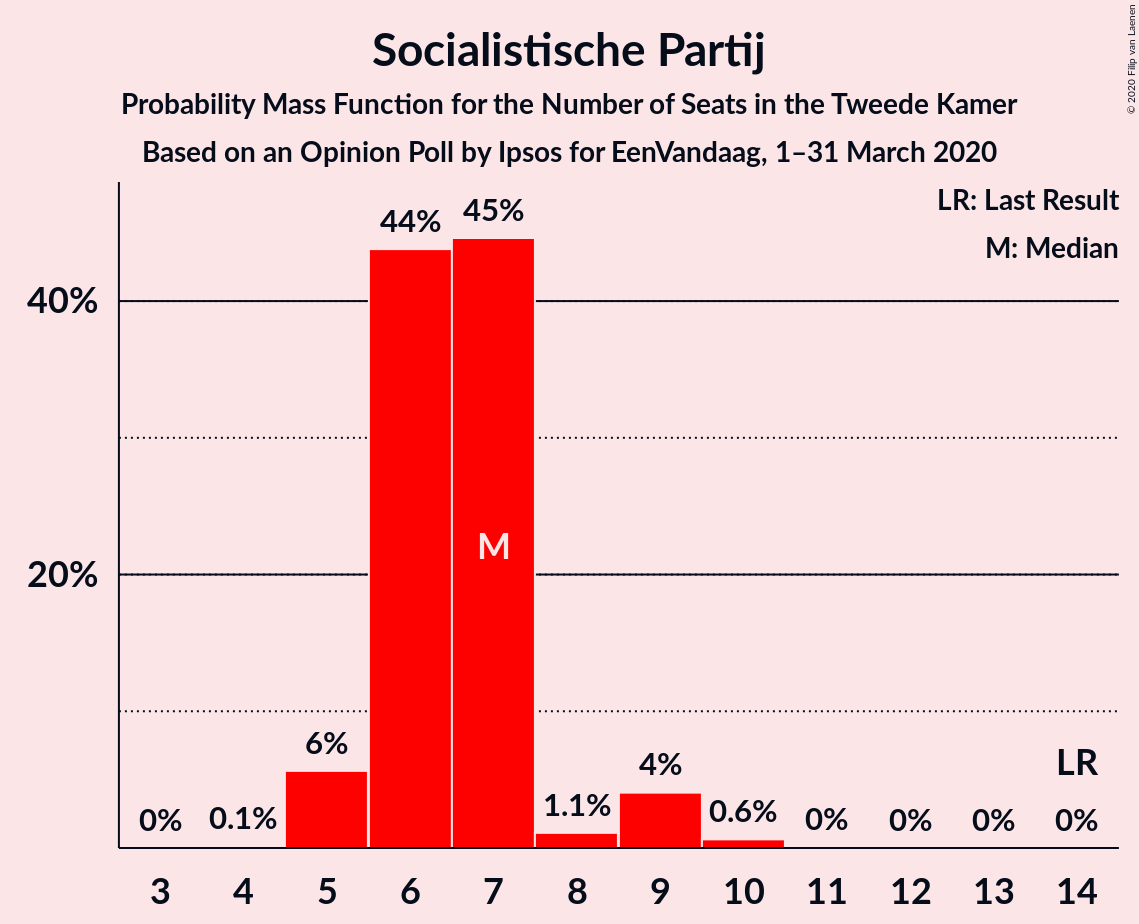 Socialistische Partij
Probability Mass Function for the Number of Seats in the Tweede Kamer
Based on an Opinion Poll by Ipsos for EenVandaag, 1–31 March 2020
© 2020 Filip van Laenen
LR: Last Result
M: Median
40%
20%
0%
0.1%
6%
44%
45%
M
1.1%
4%
0.6%
0%
0%
0%
LR
0%
3 4 5 6 7 8 9 10 11 12 13 14